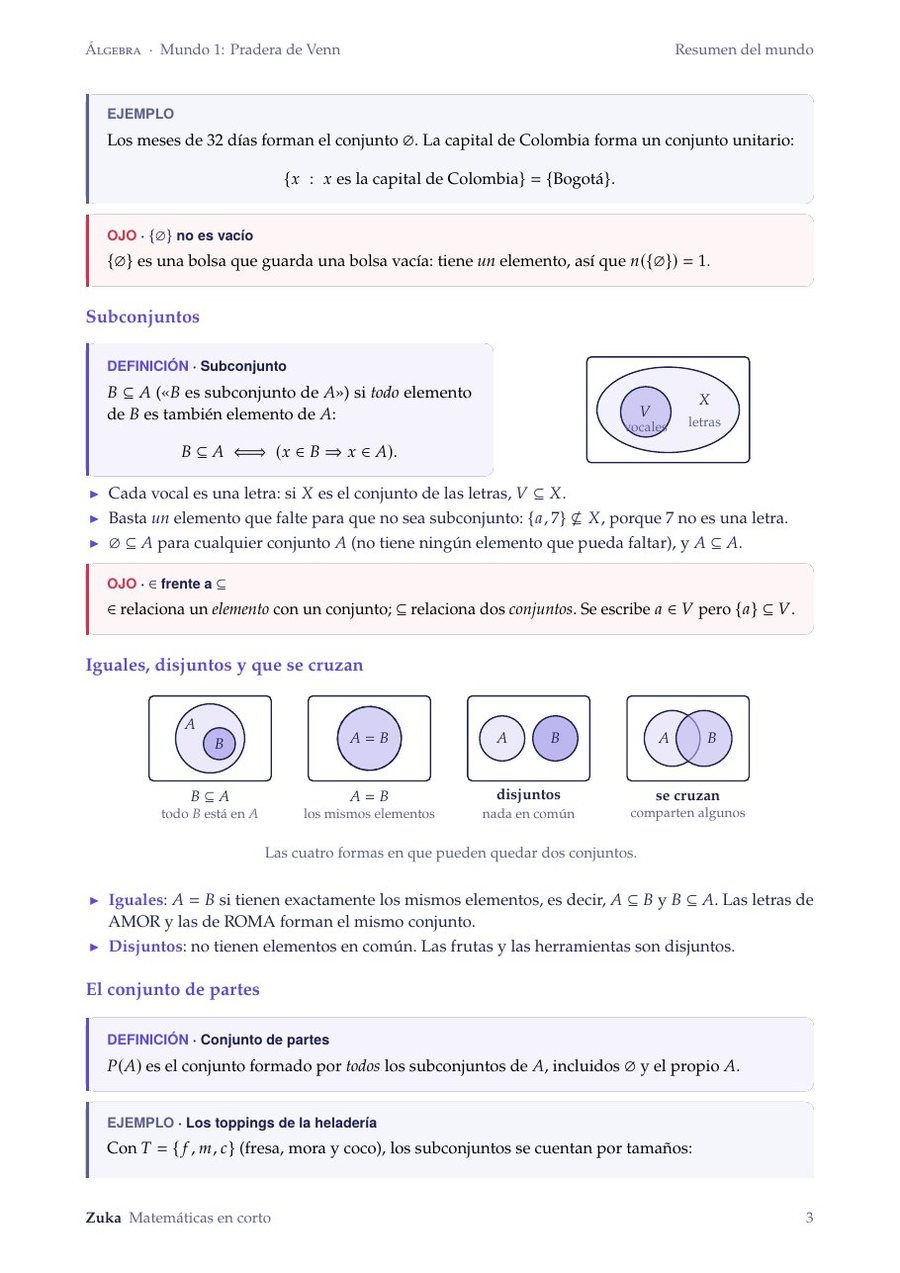 Álgebra · Mundo 1: Pradera de Venn
Resumen del mundo
EJEMPLO
Los meses de 32 días forman el conjunto ∅. La capital de Colombia forma un conjunto unitario:
{x : x es la capital de Colombia} = {Bogotá}.
OJO · {∅} no es vacío
{∅} es una bolsa que guarda una bolsa vacía: tiene un elemento, así que n({∅}) = 1.
Subconjuntos
DEFINICIÓN · Subconjunto
B ⊆ A («B es subconjunto de A») si todo elemento
de B es también elemento de A:
B ⊆ A ⟺ (x ∈ B ⇒ x ∈ A).
V
vocales
X
letras
► Cada vocal es una letra: si X es el conjunto de las letras, V ⊆ X.
► Basta un elemento que falte para que no sea subconjunto: {a, 7} ⊈ X, porque 7 no es una letra.
► ∅ ⊆ A para cualquier conjunto A (no tiene ningún elemento que pueda faltar), y A ⊆ A.
OJO · ∈ frente a ⊆
∈ relaciona un elemento con un conjunto; ⊆ relaciona dos conjuntos. Se escribe a ∈ V pero {a} ⊆ V.
Iguales, disjuntos y que se cruzan
A
B
B ⊆ A
todo B está en A
A = B
A = B
los mismos elementos
A
B
disjuntos
nada en común
A
B
se cruzan
comparten algunos
Las cuatro formas en que pueden quedar dos conjuntos.
► Iguales: A = B si tienen exactamente los mismos elementos, es decir, A ⊆ B y B ⊆ A. Las letras de
AMOR y las de ROMA forman el mismo conjunto.
► Disjuntos: no tienen elementos en común. Las frutas y las herramientas son disjuntos.
El conjunto de partes
DEFINICIÓN · Conjunto de partes
P(A) es el conjunto formado por todos los subconjuntos de A, incluidos ∅ y el propio A.
EJEMPLO · Los toppings de la heladería
Con T = {f, m, c} (fresa, mora y coco), los subconjuntos se cuentan por tamaños:
Zuka Matemáticas en corto
3